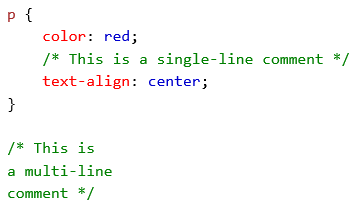 p {
    color: red;
    /* This is a single-line comment */
    text-align: center;
}

/* This is
a multi-line
comment */